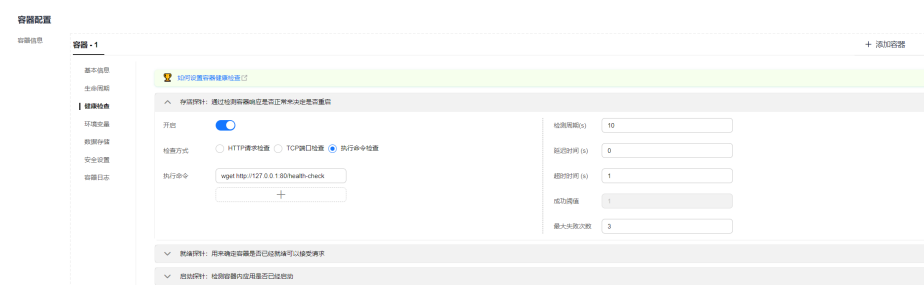 容器配置
容器信息
容器 - 1
+ 添加容器
基本信息
生命周期
健康检查
环境变量
数据存储
安全设置
容器日志
如何设置容器健康检查
存活探针：通过检测容器响应是否正常来决定是否重启
开启
检查方式
HTTP请求检查
TCP端口检查
执行命令检查
执行命令
wget http://127.0.0.1:80/health-check
+
检测周期(s)
10
延迟时间 (s)
0
超时时间 (s)
1
成功阈值
1
最大失败次数
3
就绪探针：用来确定容器是否已经就绪可以接受请求
启动探针：检测容器内应用是否已经启动